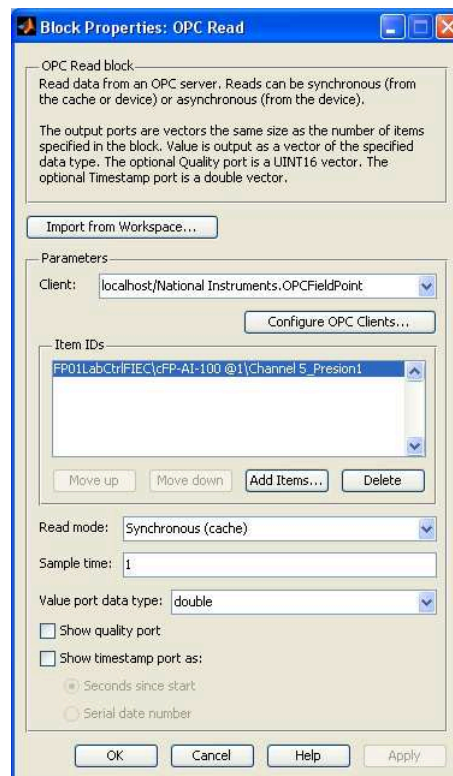 Block Properties: OPC Read
OPC Read block
Read data from an OPC server. Reads can be synchronous (from
the cache or device) or asynchronous (from the device).
The output ports are vectors the same size as the number of items
specified in the block. Value is output as a vector of the specified
data type. The optional Quality port is a UINT16 vector. The
optional Timestamp port is a double vector.
Import from Workspace...
Parameters
Client: localhost/National Instruments.OPCFieldPoint
Configure OPC Clients...
Item IDs
FP01LabCtrlFIEC\cFP-AI-100 @1\Channel 5_Presion1
Move up Move down Add Items... Delete
Read mode: Synchronous (cache)
Sample time: 1
Value port data type: double
Show quality port
Show timestamp port as:
Seconds since start
Serial date number
OK Cancel Help Apply